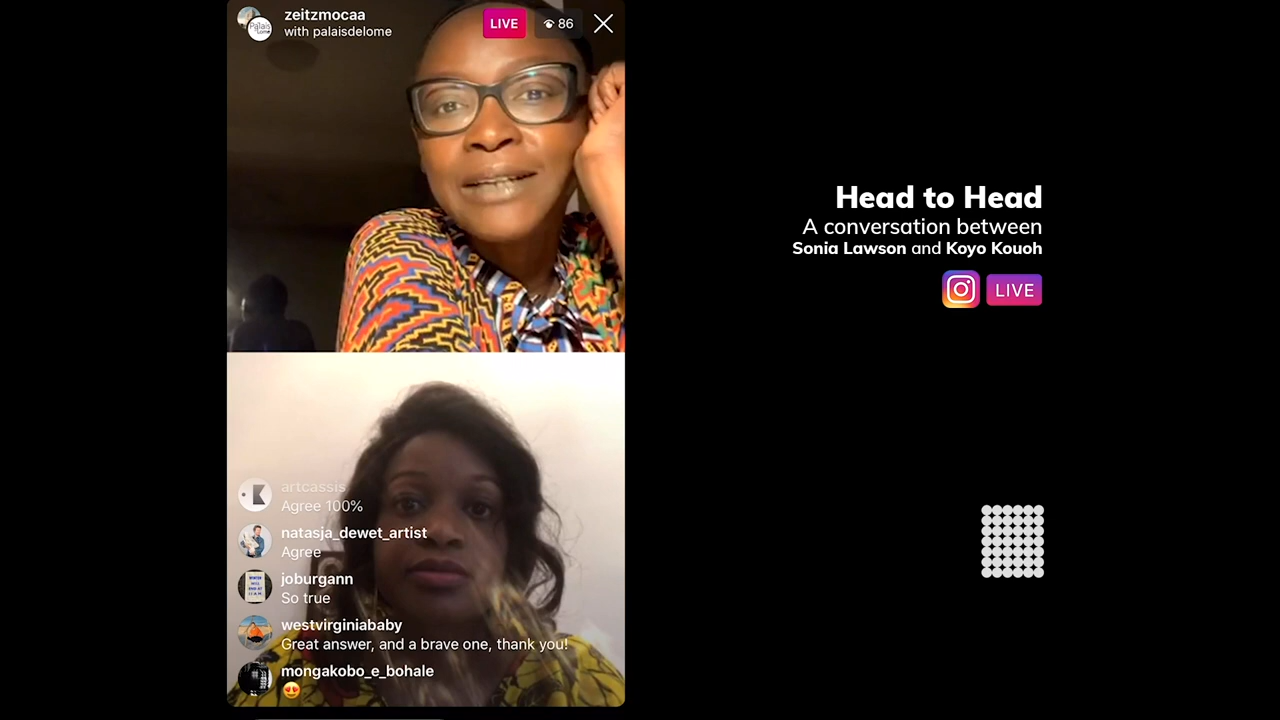 zeitzmocaa
with palaisdelome
LIVE
86
Head to Head
A conversation between
Sonia Lawson and Koyo Kouoh
LIVE
artcassis
Agree 100%
natasja_dewet_artist
Agree
joburgann
So true
westvirginiababy
Great answer, and a brave one, thank you!
mongakobo_e_bohale
😍